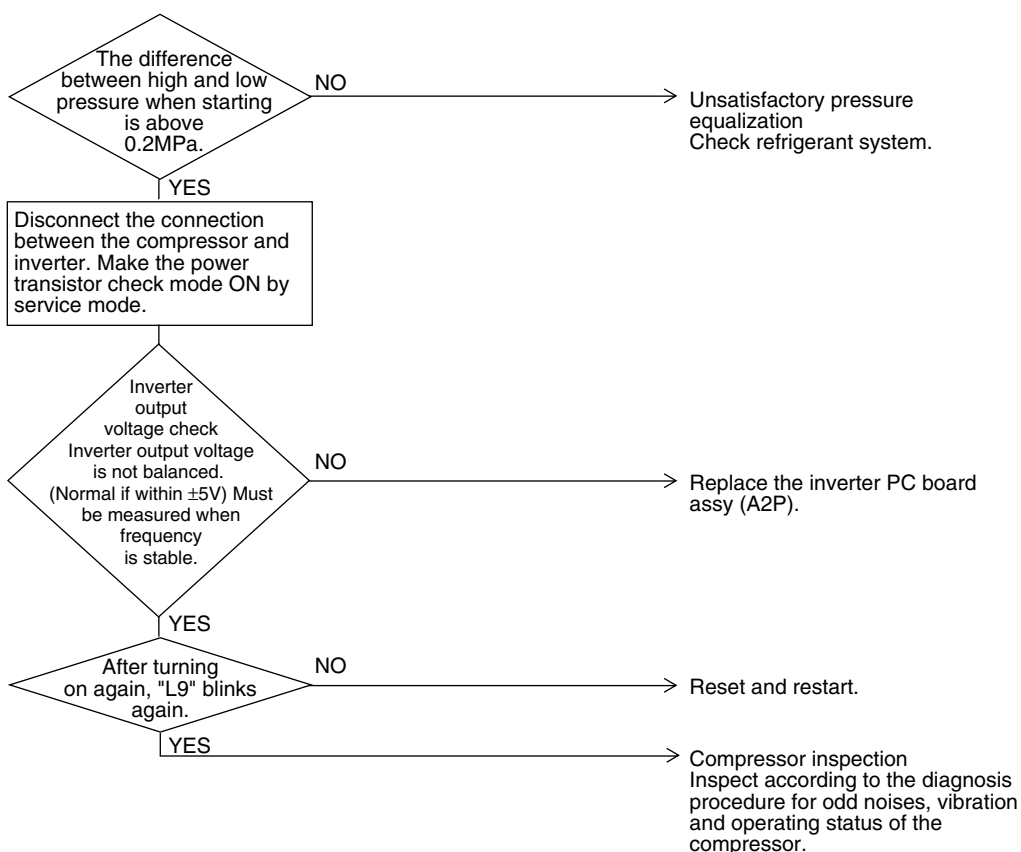 The difference
between high and low
pressure when starting
is above
0.2MPa.
NO
Unsatisfactory pressure
equalization
Check refrigerant system.
YES
Disconnect the connection
between the compressor and
inverter. Make the power
transistor check mode ON by
service mode.
Inverter
output
voltage check
Inverter output voltage
is not balanced.
(Normal if within ±5V) Must
be measured when
frequency
is stable.
NO
Replace the inverter PC board
assy (A2P).
YES
After turning
on again, "L9" blinks
again.
NO
Reset and restart.
YES
Compressor inspection
Inspect according to the diagnosis
procedure for odd noises, vibration
and operating status of the
compressor.